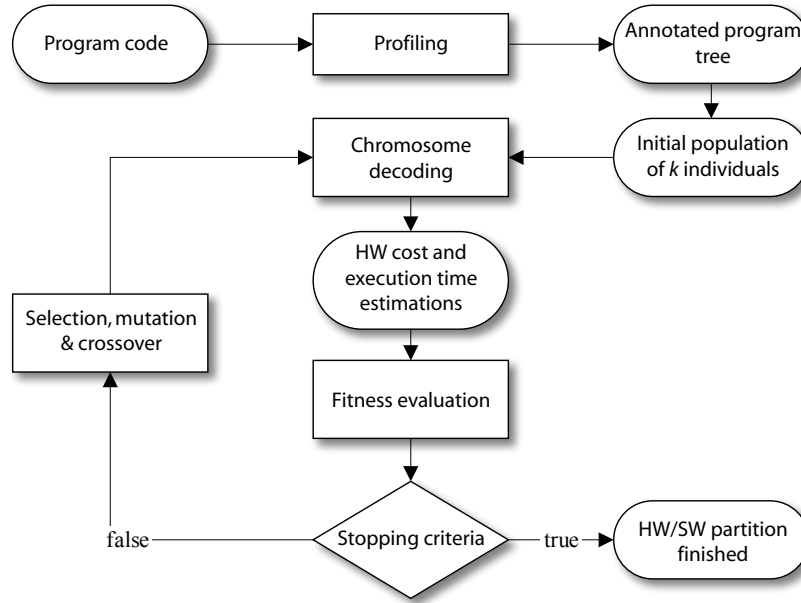 Program code
Profiling
Annotated program
tree
Chromosome
decoding
Initial population
of k individuals
HW cost and
execution time
estimations
Selection, mutation
& crossover
Fitness evaluation
false
Stopping criteria
true
HW/SW partition
finished